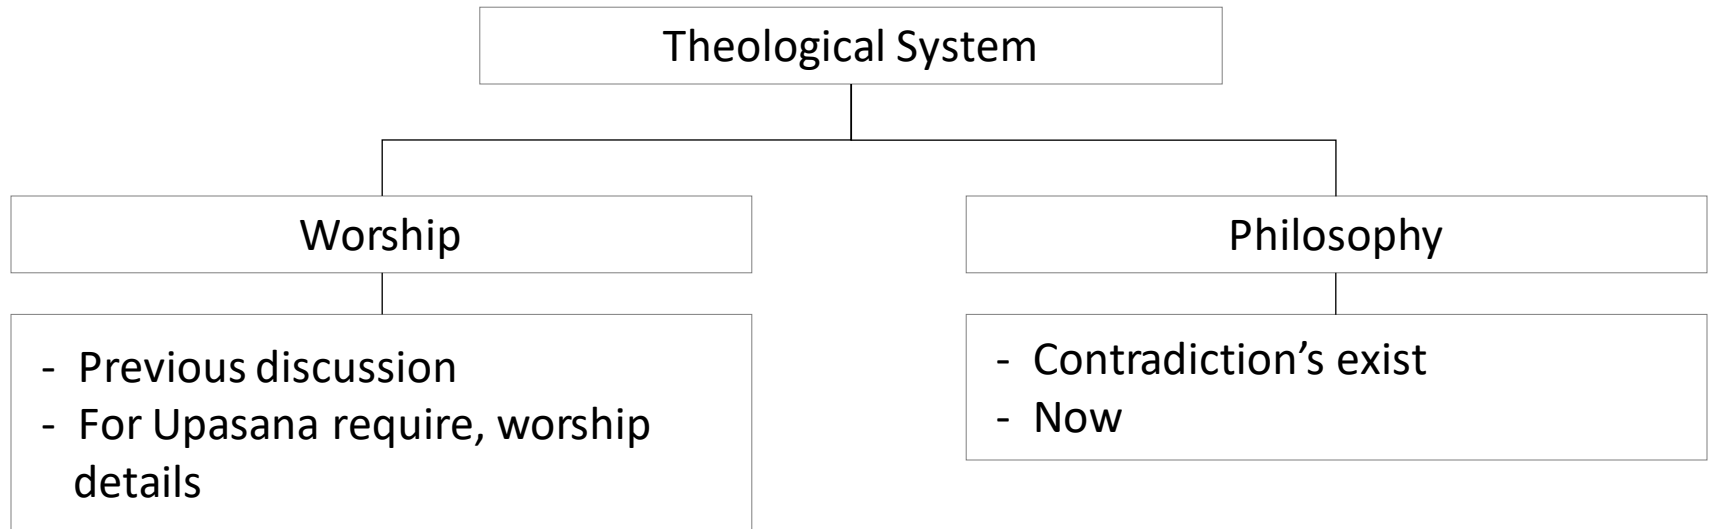 Theological System
Worship
Philosophy
- Previous discussion
- For Upasana require, worship
details
- Contradiction’s exist
- Now